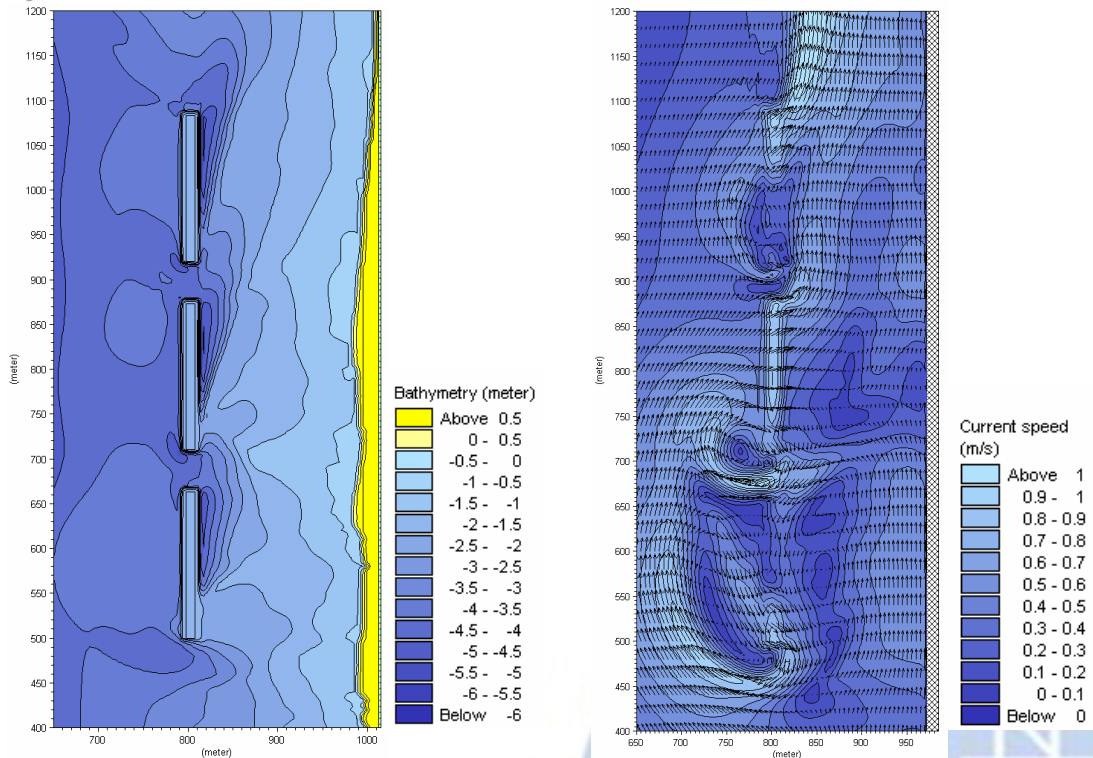 1200
1100
1000
950
900
850
800
750
700
650
600
550
500
450
400
(meter)
700
800
900
1000
(meter)
Bathymetry (meter)
Above 0.5
0 - 0.5
-0.5 - 0
-1 - -0.5
-1.5 - -1
-2 - -1.5
-2.5 - -2
-3 - -2.5
-3.5 - -3
-4 - -3.5
-4.5 - -4
-5 - -4.5
-5.5 - -5
-6 - -5.5
Below -6
1200
1150
1100
1050
1000
950
900
850
800
750
700
650
600
550
500
450
400
(meter)
650
700
750
800
850
900
950
(meter)
Current speed
(m/s)
Above 1
0.9 - 1
0.8 - 0.9
0.7 - 0.8
0.6 - 0.7
0.5 - 0.6
0.4 - 0.5
0.3 - 0.4
0.2 - 0.3
0.1 - 0.2
0 - 0.1
Below 0
N